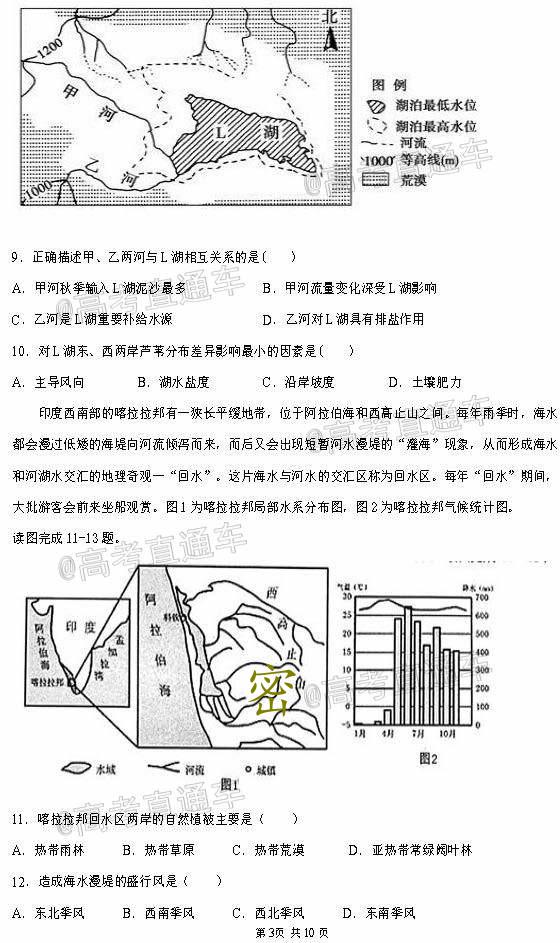 北
1200
甲
河
L 湖
乙
河
1000
图 例
湖泊最低水位
湖泊最高水位
河流
1000 等高线(m)
荒漠
@高考直通车
9．正确描述甲、乙两河与 L 湖相互关系的是(　　)
A．甲河秋季输入 L 湖泥沙最多　B．甲河流量变化深受 L 湖影响
C．乙河是 L 湖重要补给水源　D．乙河对 L 湖具有排盐作用
10．对 L 湖东、西两岸芦苇分布差异影响最小的因素是(　　)
A．主导风向　B．湖水盐度　C．沿岸坡度　D．土壤肥力
印度西南部的喀拉拉邦有一狭长平缓地带，位于阿拉伯海和西高止山之间。每年雨季时，海水
都会漫过低矮的海堤向河流倾泻而来，而后又会出现短暂河水漫堤的“灌海”现象，从而形成海水
和河湖水交汇的地理奇观一“回水”。这片海水与河水的交汇区称为回水区。每年“回水”期间，
大批游客会前来坐船观赏。图 1 为喀拉拉邦局部水系分布图，图 2 为喀拉拉邦气候统计图。
读图完成 11-13 题。
@高考直通车
阿拉伯海
印 度
孟加拉湾
喀拉拉邦
阿拉伯海
西高止山
密
水域
河流
城镇
图1
气温(℃)
降水(mm)
30
25
20
15
10
5
0
-5
700
600
500
400
300
200
100
0
1月 4月 7月 10月
图2
@高考直通车
11．喀拉拉邦回水区两岸的自然植被主要是（　　）
A．热带雨林　B．热带草原　C．热带荒漠　D．亚热带常绿阔叶林
12．造成海水漫堤的盛行风是（　　）
A．东北季风　B．西南季风　C．西北季风　D．东南季风
第 3页 共 10 页